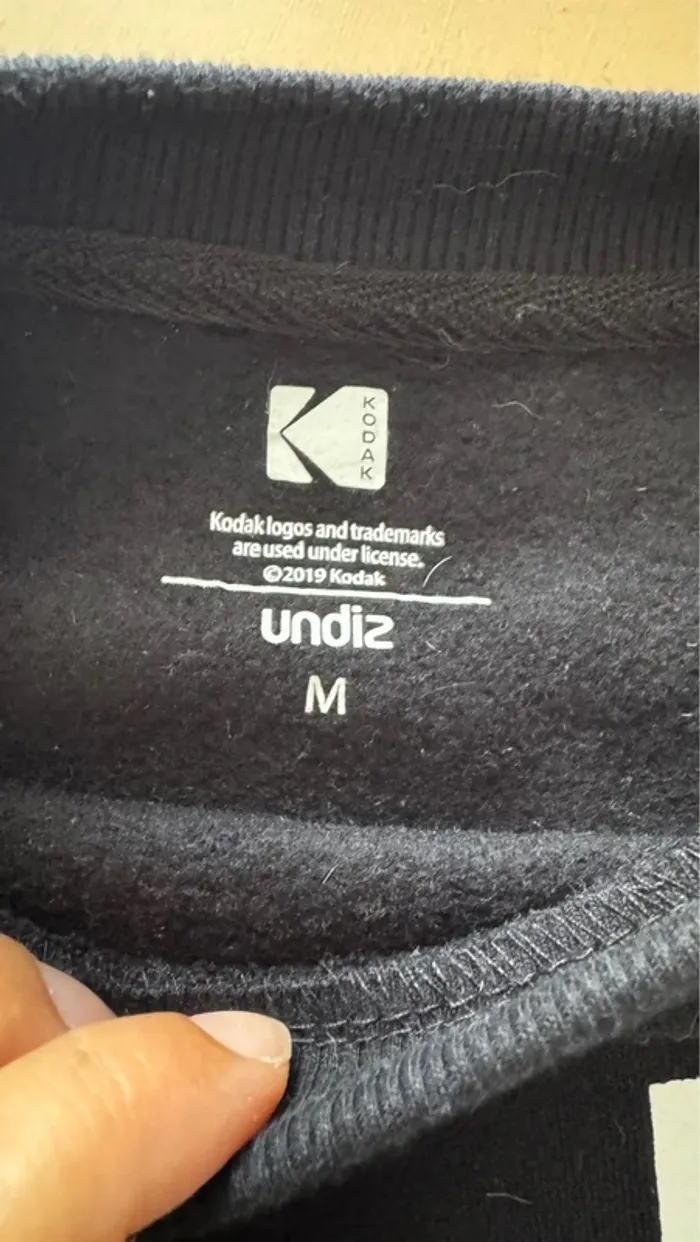 KODAK
Kodak logos and trademarks
are used under license.
©2019 Kodak
undiz
M